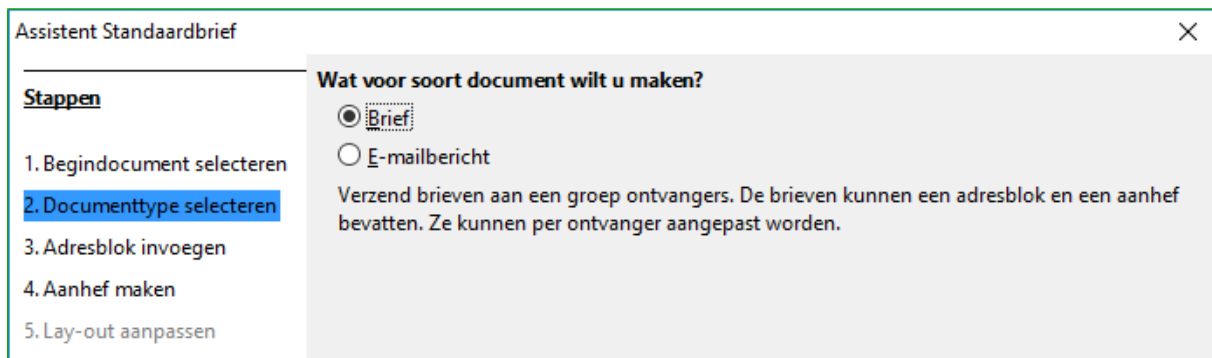 Assistent Standaardbrief
Stappen
1. Begindocument selecteren
2. Documenttype selecteren
3. Adresblok invoegen
4. Aanhef maken
5. Lay-out aanpassen
Wat voor soort document wilt u maken?
Brief
E-mailbericht
Verzend brieven aan een groep ontvangers. De brieven kunnen een adresblok en een aanhef
bevatten. Ze kunnen per ontvanger aangepast worden.